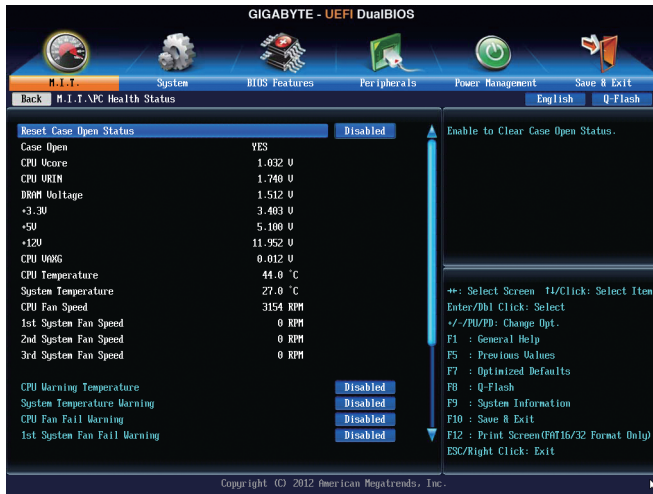 GIGABYTE - UEFI DualBIOS
M.I.T. System BIOS Features Peripherals Power Management Save & Exit
Back M.I.T.\PC Health Status English Q-Flash
Reset Case Open Status Disabled
Case Open YES
CPU Vcore 1.032 V
CPU VRIN 1.740 V
DRAM Voltage 1.512 V
+3.3V 3.403 V
+5V 5.100 V
+12V 11.952 V
CPU VAXG 0.012 V
CPU Temperature 44.0 °C
System Temperature 27.0 °C
CPU Fan Speed 3154 RPM
1st System Fan Speed 0 RPM
2nd System Fan Speed 0 RPM
3rd System Fan Speed 0 RPM
CPU Warning Temperature Disabled
System Temperature Warning Disabled
CPU Fan Fail Warning Disabled
1st System Fan Fail Warning Disabled
Enable to Clear Case Open Status.
→←: Select Screen ↑↓/Click: Select Item
Enter/Dbl Click: Select
+/-/PU/PD: Change Opt.
F1 : General Help
F5 : Previous Values
F7 : Optimized Defaults
F8 : Q-Flash
F9 : System Information
F10 : Save & Exit
F12 : Print Screen(FAT16/32 Format Only)
ESC/Right Click: Exit
Copyright (C) 2012 American Megatrends, Inc.